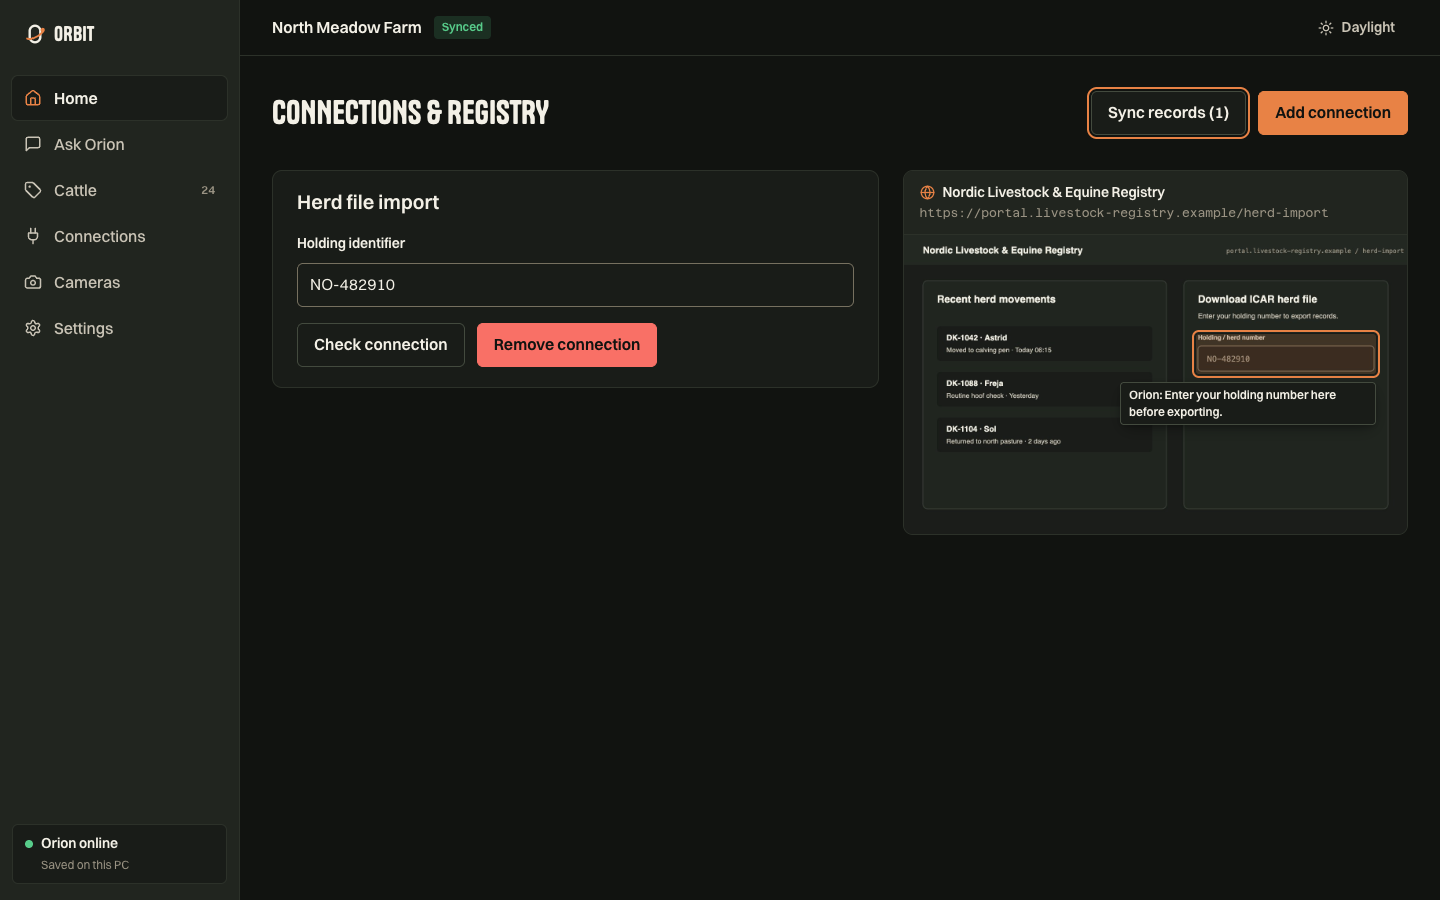 ORBIT
Home
Ask Orion
Cattle 24
Connections
Cameras
Settings
Orion online
Saved on this PC
North Meadow Farm Synced
Daylight
CONNECTIONS & REGISTRY
Sync records (1)
Add connection
Herd file import
Holding identifier
NO-482910
Check connection
Remove connection
Nordic Livestock & Equine Registry
https://portal.livestock-registry.example/herd-import
Nordic Livestock & Equine Registry
portal.livestock-registry.example / herd-import
Recent herd movements
DK-1042 · Astrid
Moved to calving pen · Today 06:15
DK-1088 · Freja
Routine hoof check · Yesterday
DK-1104 · Sol
Returned to north pasture · 2 days ago
Download ICAR herd file
Enter your holding number to export records.
Holding / herd number
NO-482910
Orion: Enter your holding number here
before exporting.